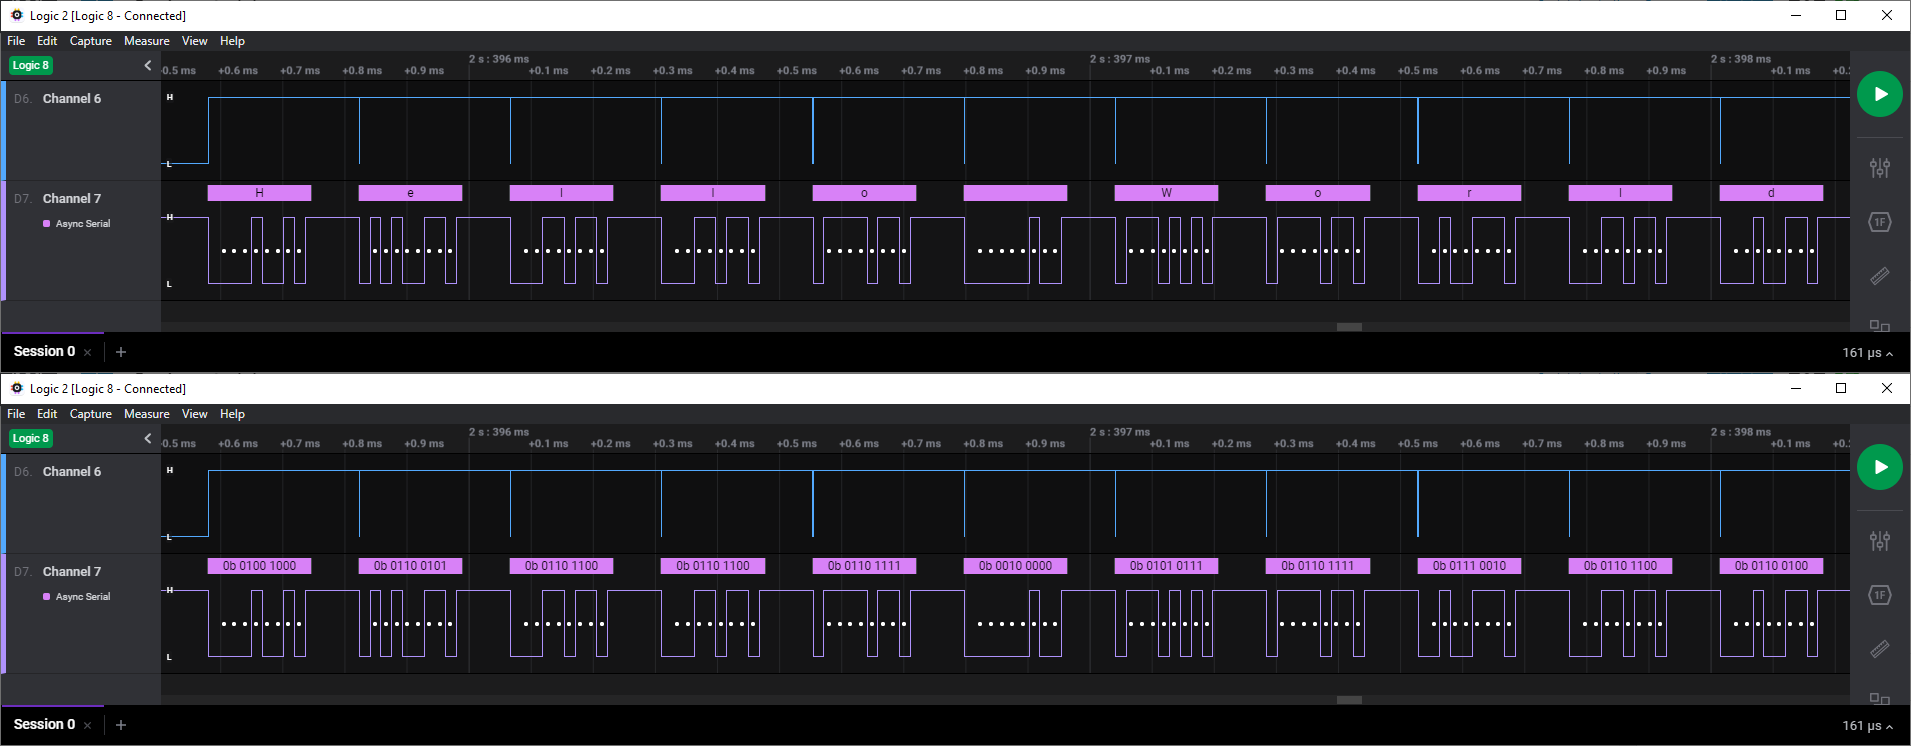 Logic 2 [Logic 8 - Connected]
File Edit Capture Measure View Help
Logic 8
2 s : 396 ms 2 s : 397 ms 2 s : 398 ms
+0.6 ms +0.7 ms +0.8 ms +0.9 ms +0.1 ms +0.2 ms +0.3 ms +0.4 ms +0.5 ms +0.6 ms +0.7 ms +0.8 ms +0.9 ms +0.1 ms +0.2 ms +0.3 ms +0.4 ms +0.5 ms +0.6 ms +0.7 ms +0.8 ms +0.9 ms +0.1 ms
D6. Channel 6
H
L
D7. Channel 7
H e l l o W o r l d
Async Serial
H
L
1F
Session 0
161 µs
Logic 2 [Logic 8 - Connected]
File Edit Capture Measure View Help
Logic 8
2 s : 396 ms 2 s : 397 ms 2 s : 398 ms
+0.6 ms +0.7 ms +0.8 ms +0.9 ms +0.1 ms +0.2 ms +0.3 ms +0.4 ms +0.5 ms +0.6 ms +0.7 ms +0.8 ms +0.9 ms +0.1 ms +0.2 ms +0.3 ms +0.4 ms +0.5 ms +0.6 ms +0.7 ms +0.8 ms +0.9 ms +0.1 ms
D6. Channel 6
H
L
D7. Channel 7
0b 0100 1000 0b 0110 0101 0b 0110 1100 0b 0110 1100 0b 0110 1111 0b 0010 0000 0b 0101 0111 0b 0110 1111 0b 0111 0010 0b 0110 1100 0b 0110 0100
Async Serial
H
L
1F
Session 0
161 µs